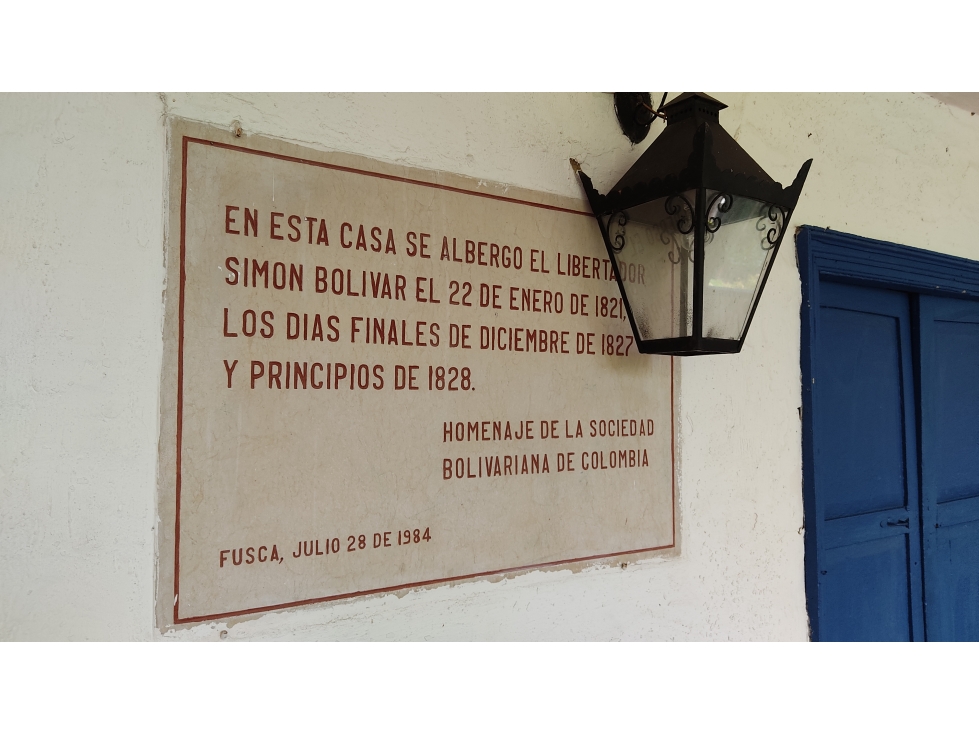 EN ESTA CASA SE ALBERGO EL LIBERTADOR
SIMON BOLIVAR EL 22 DE ENERO DE 1821,
LOS DIAS FINALES DE DICIEMBRE DE 1827
Y PRINCIPIOS DE 1828.
HOMENAJE DE LA SOCIEDAD
BOLIVARIANA DE COLOMBIA
FUSCA, JULIO 28 DE 1984